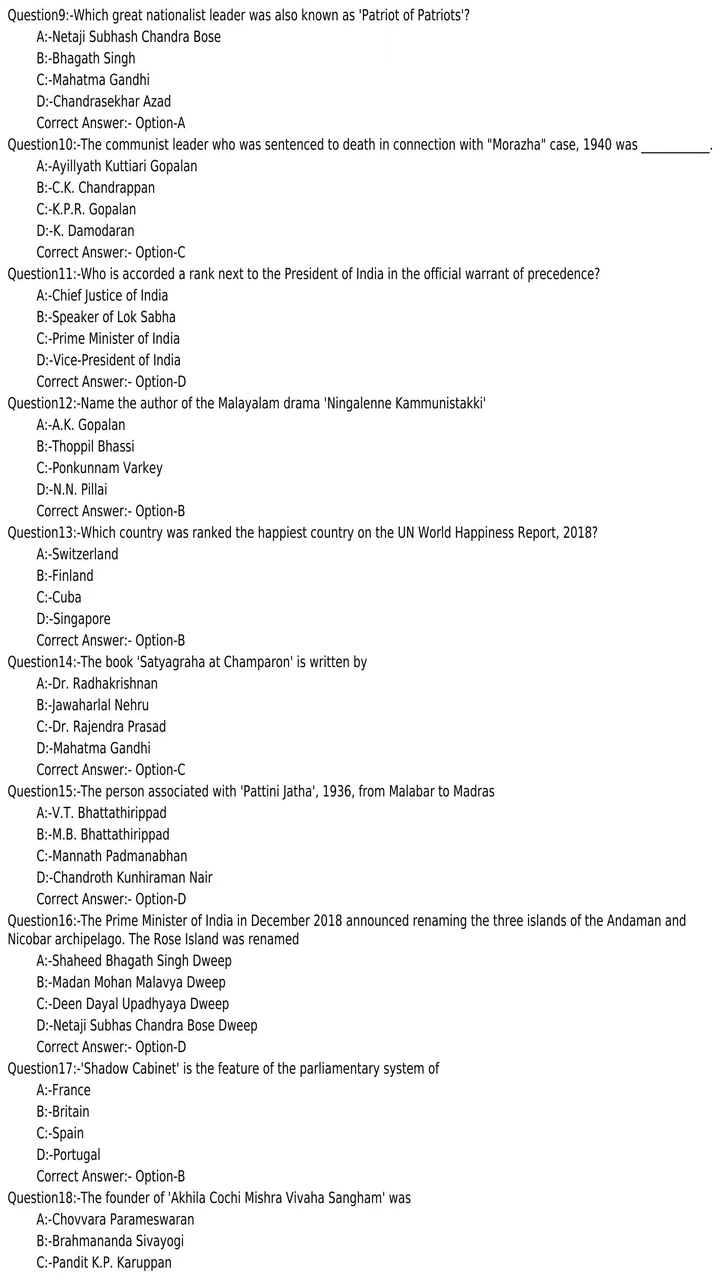 Question9:-Which great nationalist leader was also known as 'Patriot of Patriots'?
A:-Netaji Subhash Chandra Bose
B:-Bhagath Singh
C:-Mahatma Gandhi
D:-Chandrasekhar Azad
Correct Answer:- Option-A
Question10:-The communist leader who was sentenced to death in connection with "Morazha" case, 1940 was ___________.
A:-Ayillyath Kuttiari Gopalan
B:-C.K. Chandrappan
C:-K.P.R. Gopalan
D:-K. Damodaran
Correct Answer:- Option-C
Question11:-Who is accorded a rank next to the President of India in the official warrant of precedence?
A:-Chief Justice of India
B:-Speaker of Lok Sabha
C:-Prime Minister of India
D:-Vice-President of India
Correct Answer:- Option-D
Question12:-Name the author of the Malayalam drama 'Ningalenne Kammunistakki'
A:-A.K. Gopalan
B:-Thoppil Bhassi
C:-Ponkunnam Varkey
D:-N.N. Pillai
Correct Answer:- Option-B
Question13:-Which country was ranked the happiest country on the UN World Happiness Report, 2018?
A:-Switzerland
B:-Finland
C:-Cuba
D:-Singapore
Correct Answer:- Option-B
Question14:-The book 'Satyagraha at Champaron' is written by
A:-Dr. Radhakrishnan
B:-Jawaharlal Nehru
C:-Dr. Rajendra Prasad
D:-Mahatma Gandhi
Correct Answer:- Option-C
Question15:-The person associated with 'Pattini Jatha', 1936, from Malabar to Madras
A:-V.T. Bhattathirippad
B:-M.B. Bhattathirippad
C:-Mannath Padmanabhan
D:-Chandroth Kunhiraman Nair
Correct Answer:- Option-D
Question16:-The Prime Minister of India in December 2018 announced renaming the three islands of the Andaman and
Nicobar archipelago. The Rose Island was renamed
A:-Shaheed Bhagath Singh Dweep
B:-Madan Mohan Malavya Dweep
C:-Deen Dayal Upadhyaya Dweep
D:-Netaji Subhas Chandra Bose Dweep
Correct Answer:- Option-D
Question17:-'Shadow Cabinet' is the feature of the parliamentary system of
A:-France
B:-Britain
C:-Spain
D:-Portugal
Correct Answer:- Option-B
Question18:-The founder of 'Akhila Cochi Mishra Vivaha Sangham' was
A:-Chovvara Parameswaran
B:-Brahmananda Sivayogi
C:-Pandit K.P. Karuppan